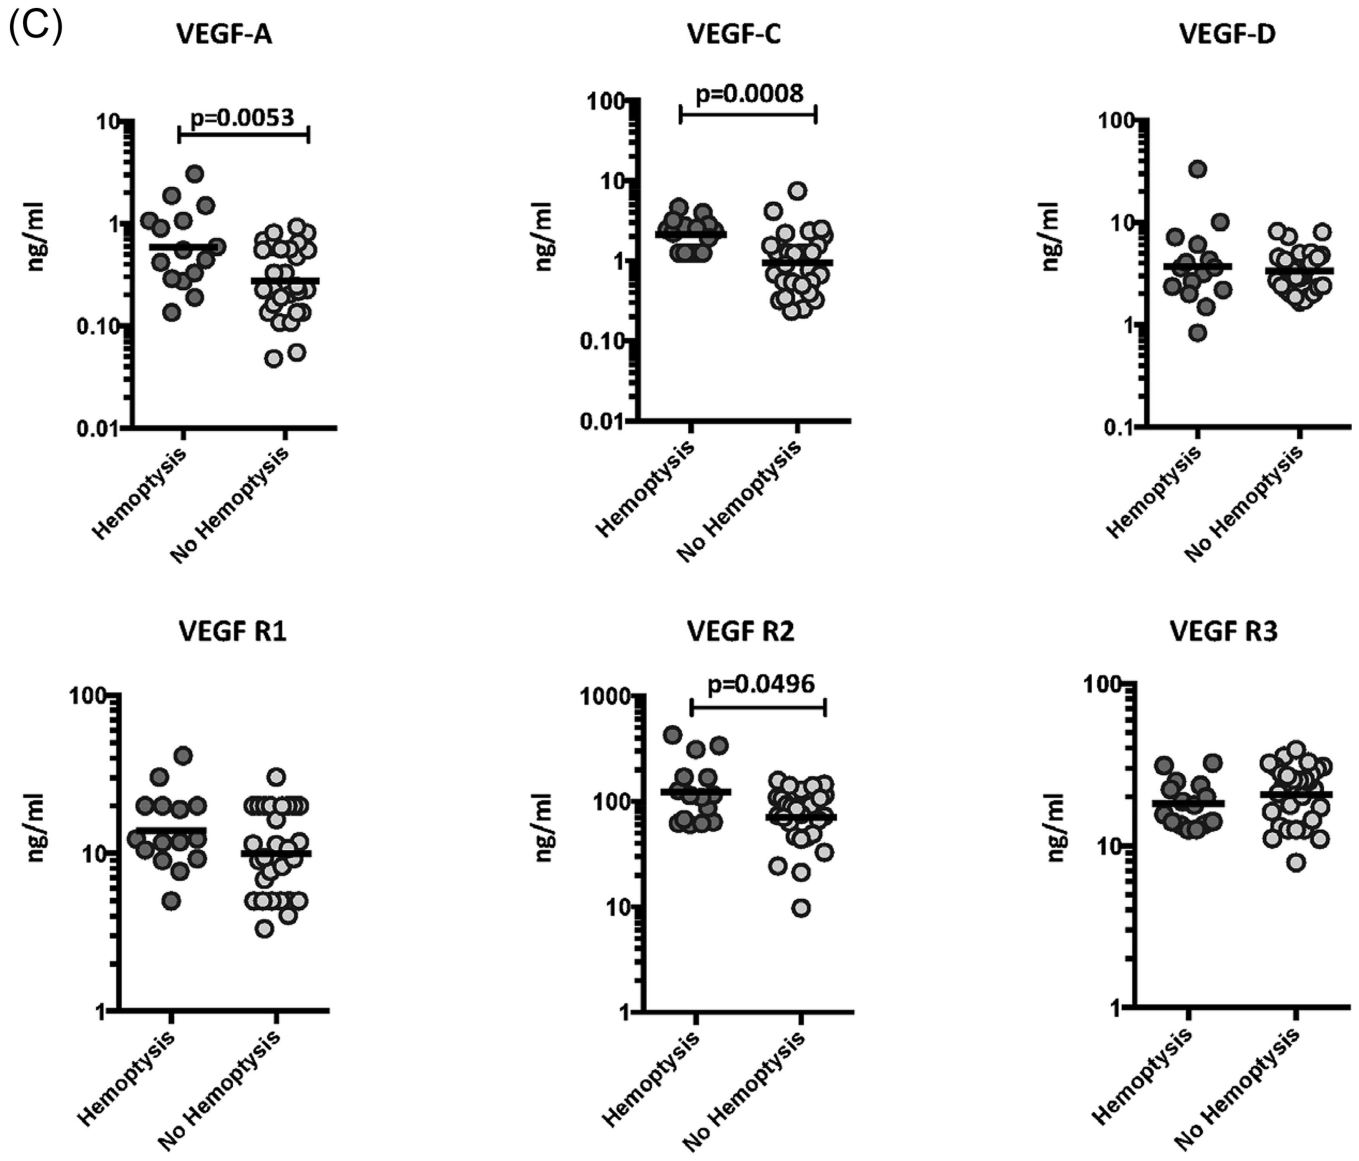 (C)
VEGF-A
VEGF-C
VEGF-D
p=0.0053
p=0.0008
ng/ml
10
1
0.10
0.01
Hemoptysis
No Hemoptysis
ng/ml
100
10
1
0.10
0.01
Hemoptysis
No Hemoptysis
ng/ml
100
10
1
0.1
Hemoptysis
No Hemoptysis
VEGF R1
VEGF R2
VEGF R3
p=0.0496
ng/ml
100
10
1
Hemoptysis
No Hemoptysis
ng/ml
1000
100
10
1
Hemoptysis
No Hemoptysis
ng/ml
100
10
1
Hemoptysis
No Hemoptysis